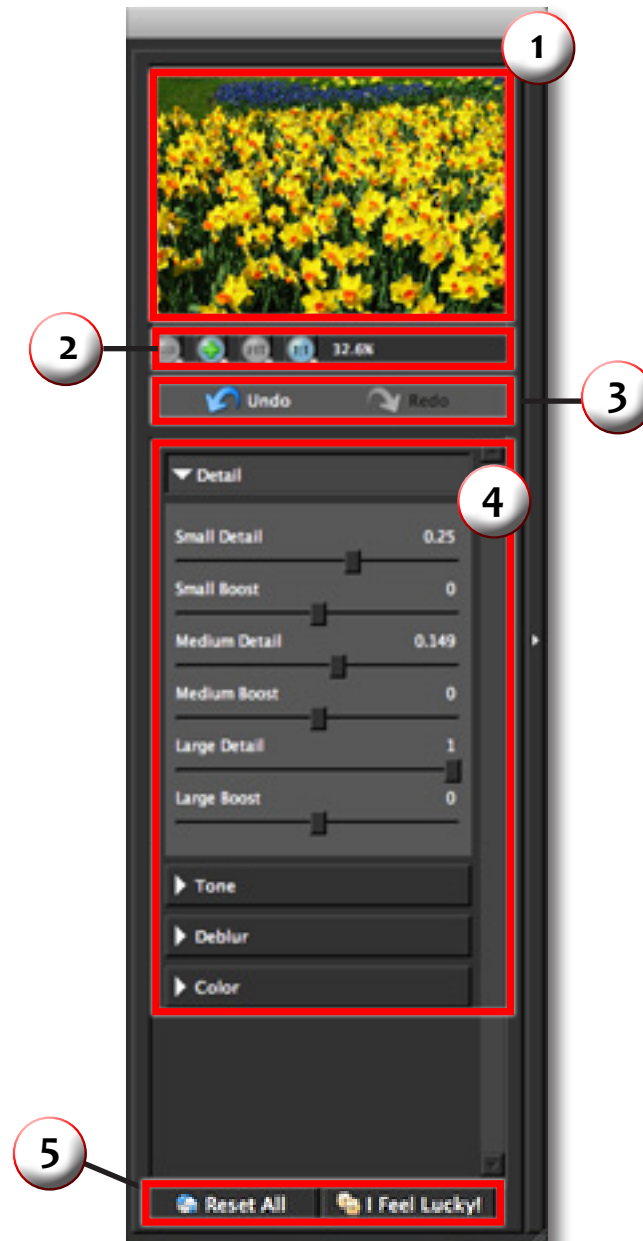 1
2
32.6%
Undo
Redo
3
Detail
4
Small Detail 0.25
Small Boost 0
Medium Detail 0.149
Medium Boost 0
Large Detail 1
Large Boost 0
Tone
Deblur
Color
5
Reset All
I Feel Lucky!